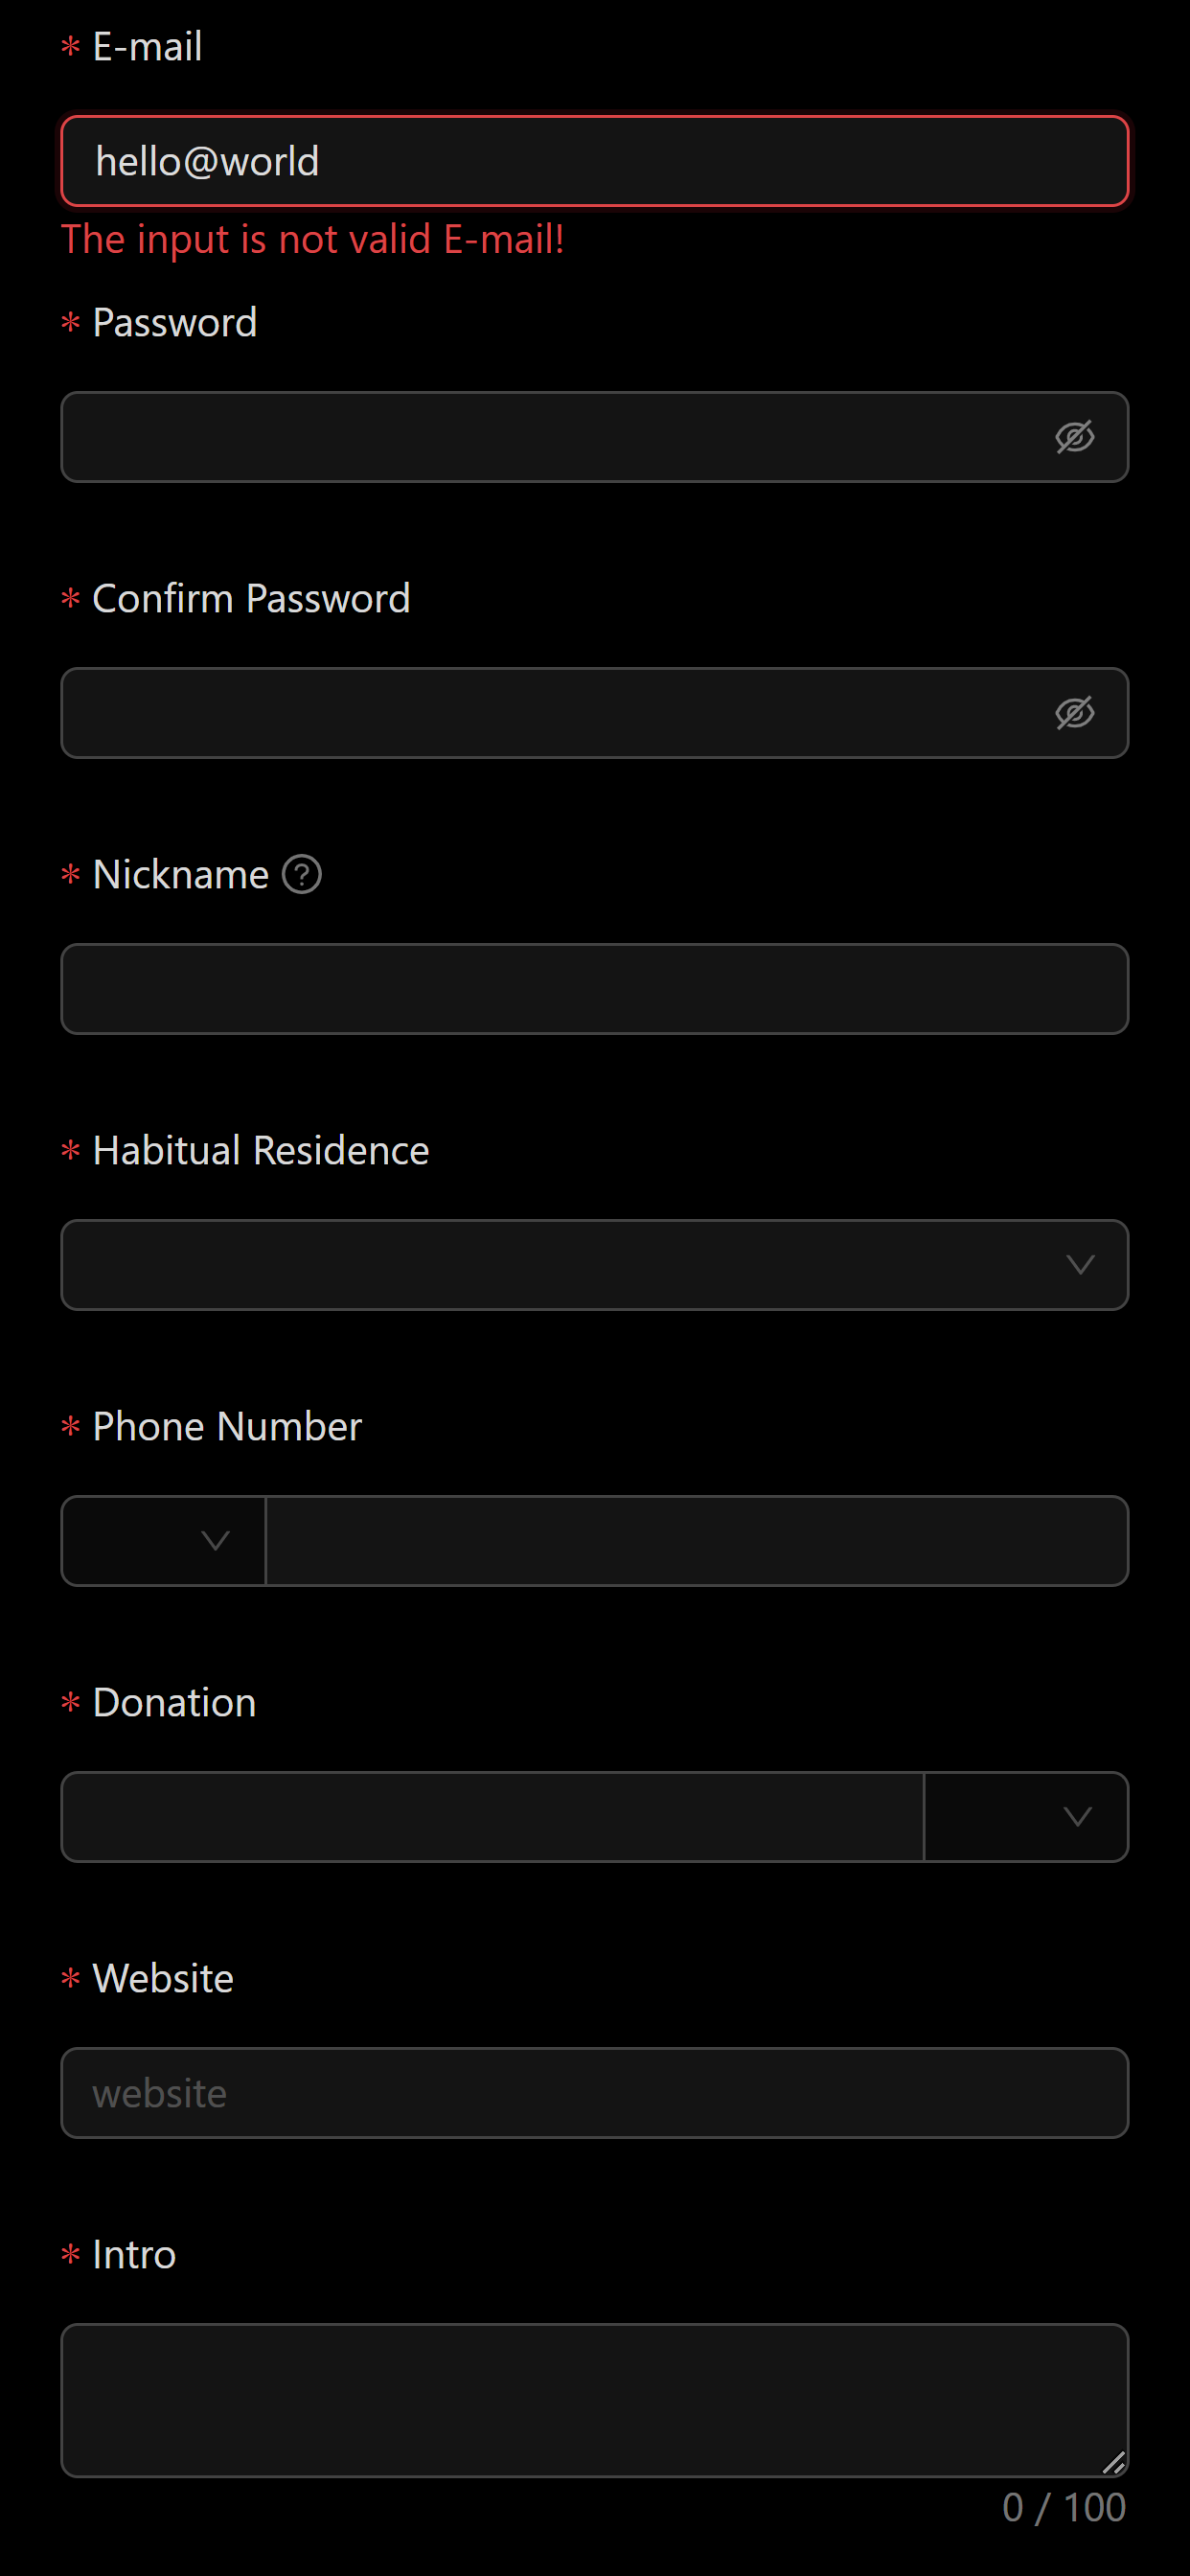 * E-mail
hello@world
The input is not valid E-mail!
* Password
* Confirm Password
* Nickname ?
* Habitual Residence
* Phone Number
* Donation
* Website
website
* Intro
0 / 100